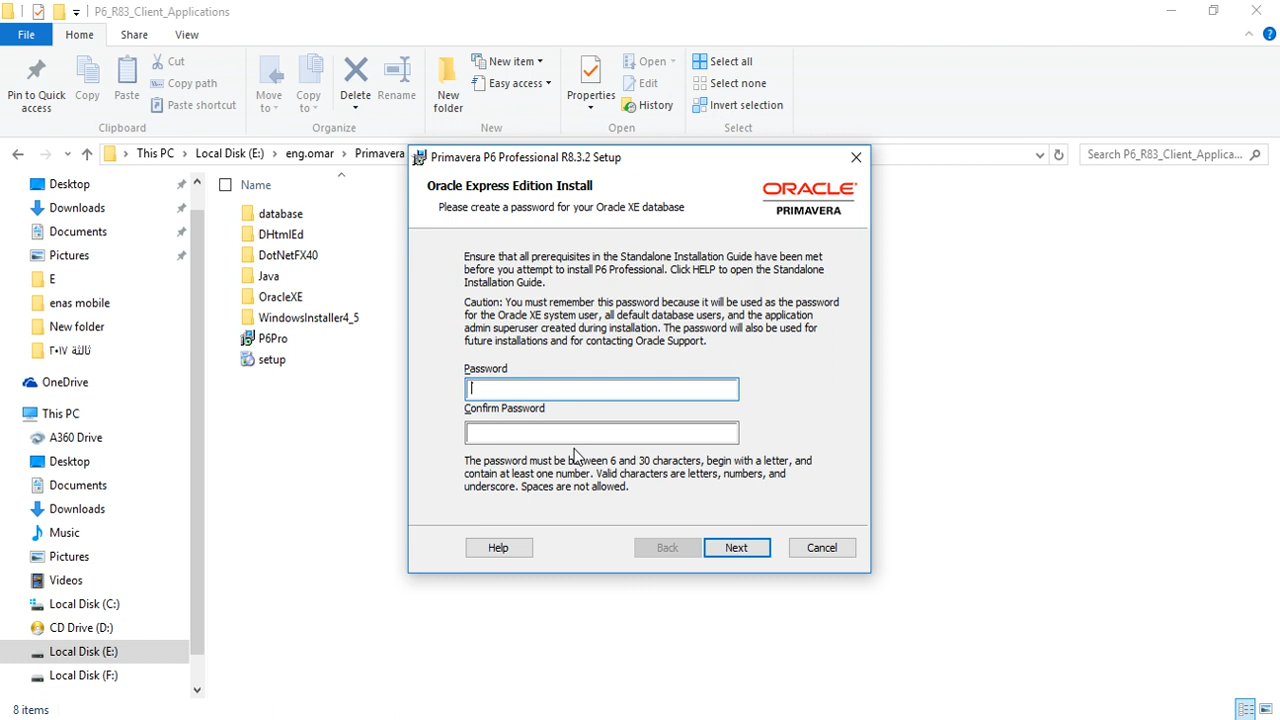 P6_R83_Client_Applications
File
Home
Share
View
Pin to Quick access
Copy
Paste
Cut
Copy path
Paste shortcut
Clipboard
Move to
Copy to
Delete
Rename
Organize
New folder
New item
Easy access
New
Properties
Open
Edit
History
Open
Select all
Select none
Invert selection
Select
This PC
Local Disk (E:)
eng.omar
Primavera
Search P6_R83_Client_Applica...
Desktop
Downloads
Documents
Pictures
E
enas mobile
New folder
ثالثة ٢٠١٧
OneDrive
This PC
A360 Drive
Desktop
Documents
Downloads
Music
Pictures
Videos
Local Disk (C:)
CD Drive (D:)
Local Disk (E:)
Local Disk (F:)
8 items
Name
database
DHtmlEd
DotNetFX40
Java
OracleXE
WindowsInstaller4_5
P6Pro
setup
Primavera P6 Professional R8.3.2 Setup
Oracle Express Edition Install
Please create a password for your Oracle XE database
ORACLE
PRIMAVERA
Ensure that all prerequisites in the Standalone Installation Guide have been met
before you attempt to install P6 Professional. Click HELP to open the Standalone
Installation Guide.
Caution: You must remember this password because it will be used as the password
for the Oracle XE system user, all default database users, and the application
admin superuser created during installation. The password will also be used for
future installations and for contacting Oracle Support.
Password
Confirm Password
The password must be between 6 and 30 characters, begin with a letter, and
contain at least one number. Valid characters are letters, numbers, and
underscore. Spaces are not allowed.
Help
Back
Next
Cancel